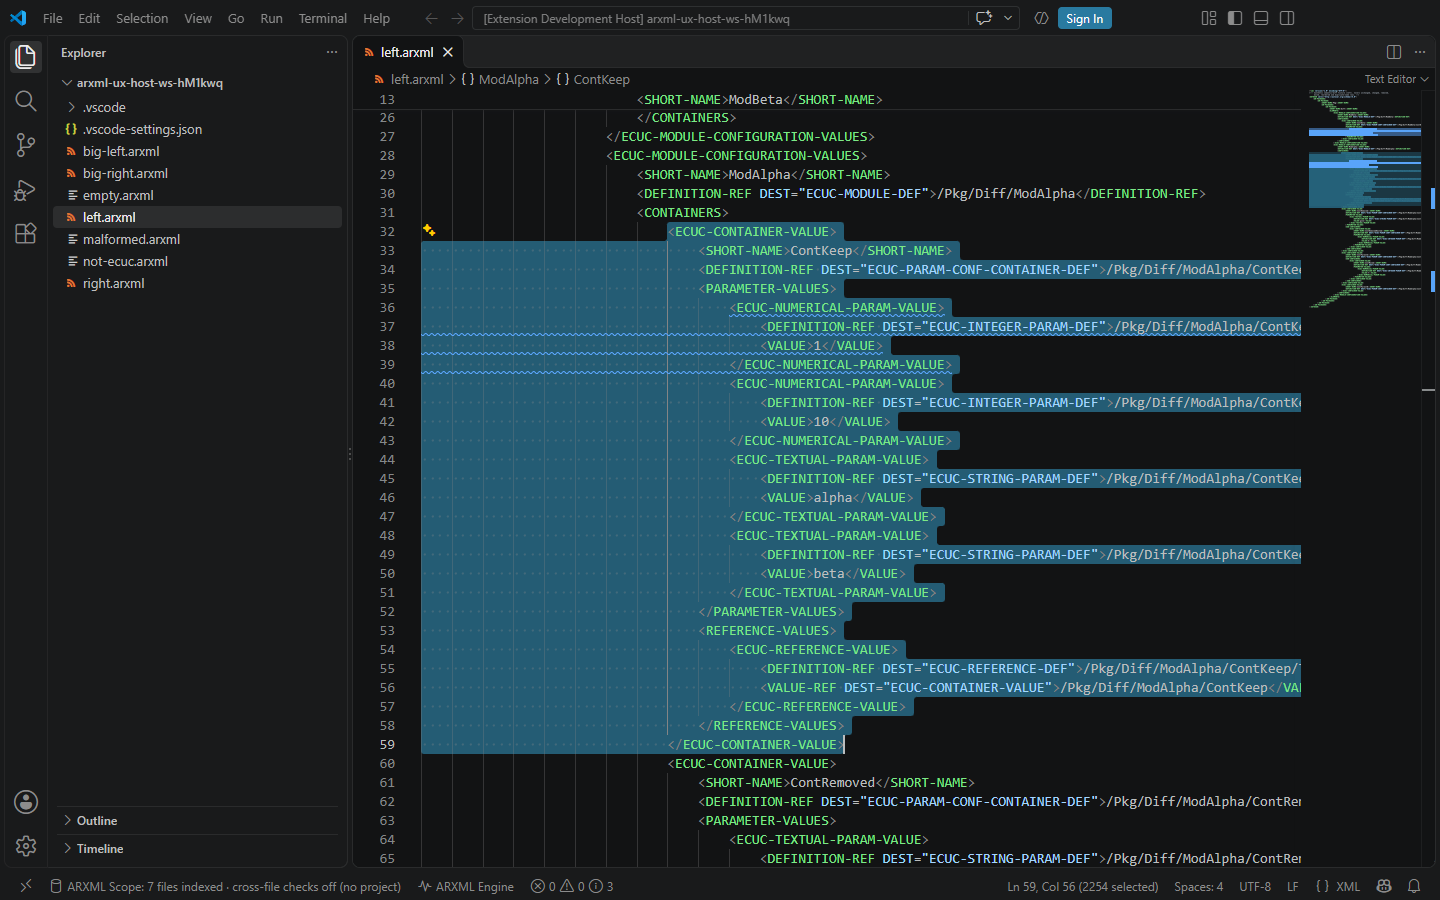 File Edit Selection View Go Run Terminal Help
[Extension Development Host] arxml-ux-host-ws-hM1kwq
Sign In
Explorer
arxml-ux-host-ws-hM1kwq
.vscode
{} .vscode-settings.json
big-left.arxml
big-right.arxml
empty.arxml
left.arxml
malformed.arxml
not-ecuc.arxml
right.arxml
Outline
Timeline
left.arxml
left.arxml > {} ModAlpha > {} ContKeep
Text Editor
13 <SHORT-NAME>ModBeta</SHORT-NAME>
26 </CONTAINERS>
27 </ECUC-MODULE-CONFIGURATION-VALUES>
28 <ECUC-MODULE-CONFIGURATION-VALUES>
29 <SHORT-NAME>ModAlpha</SHORT-NAME>
30 <DEFINITION-REF DEST="ECUC-MODULE-DEF">/Pkg/Diff/ModAlpha</DEFINITION-REF>
31 <CONTAINERS>
32 <ECUC-CONTAINER-VALUE>
33 <SHORT-NAME>ContKeep</SHORT-NAME>
34 <DEFINITION-REF DEST="ECUC-PARAM-CONF-CONTAINER-DEF">/Pkg/Diff/ModAlpha/ContKee
35 <PARAMETER-VALUES>
36 <ECUC-NUMERICAL-PARAM-VALUE>
37 <DEFINITION-REF DEST="ECUC-INTEGER-PARAM-DEF">/Pkg/Diff/ModAlpha/ContKe
38 <VALUE>1</VALUE>
39 </ECUC-NUMERICAL-PARAM-VALUE>
40 <ECUC-NUMERICAL-PARAM-VALUE>
41 <DEFINITION-REF DEST="ECUC-INTEGER-PARAM-DEF">/Pkg/Diff/ModAlpha/ContKe
42 <VALUE>10</VALUE>
43 </ECUC-NUMERICAL-PARAM-VALUE>
44 <ECUC-TEXTUAL-PARAM-VALUE>
45 <DEFINITION-REF DEST="ECUC-STRING-PARAM-DEF">/Pkg/Diff/ModAlpha/ContKee
46 <VALUE>alpha</VALUE>
47 </ECUC-TEXTUAL-PARAM-VALUE>
48 <ECUC-TEXTUAL-PARAM-VALUE>
49 <DEFINITION-REF DEST="ECUC-STRING-PARAM-DEF">/Pkg/Diff/ModAlpha/ContKee
50 <VALUE>beta</VALUE>
51 </ECUC-TEXTUAL-PARAM-VALUE>
52 </PARAMETER-VALUES>
53 <REFERENCE-VALUES>
54 <ECUC-REFERENCE-VALUE>
55 <DEFINITION-REF DEST="ECUC-REFERENCE-DEF">/Pkg/Diff/ModAlpha/ContKeep/
56 <VALUE-REF DEST="ECUC-CONTAINER-VALUE">/Pkg/Diff/ModAlpha/ContKeep</VA
57 </ECUC-REFERENCE-VALUE>
58 </REFERENCE-VALUES>
59 </ECUC-CONTAINER-VALUE>
60 <ECUC-CONTAINER-VALUE>
61 <SHORT-NAME>ContRemoved</SHORT-NAME>
62 <DEFINITION-REF DEST="ECUC-PARAM-CONF-CONTAINER-DEF">/Pkg/Diff/ModAlpha/ContRem
63 <PARAMETER-VALUES>
64 <ECUC-TEXTUAL-PARAM-VALUE>
65 <DEFINITION-REF DEST="ECUC-STRING-PARAM-DEF">/Pkg/Diff/ModAlpha/ContRem
ARXML Scope: 7 files indexed · cross-file checks off (no project) ARXML Engine 0 0 3
Ln 59, Col 56 (2254 selected) Spaces: 4 UTF-8 LF {} XML